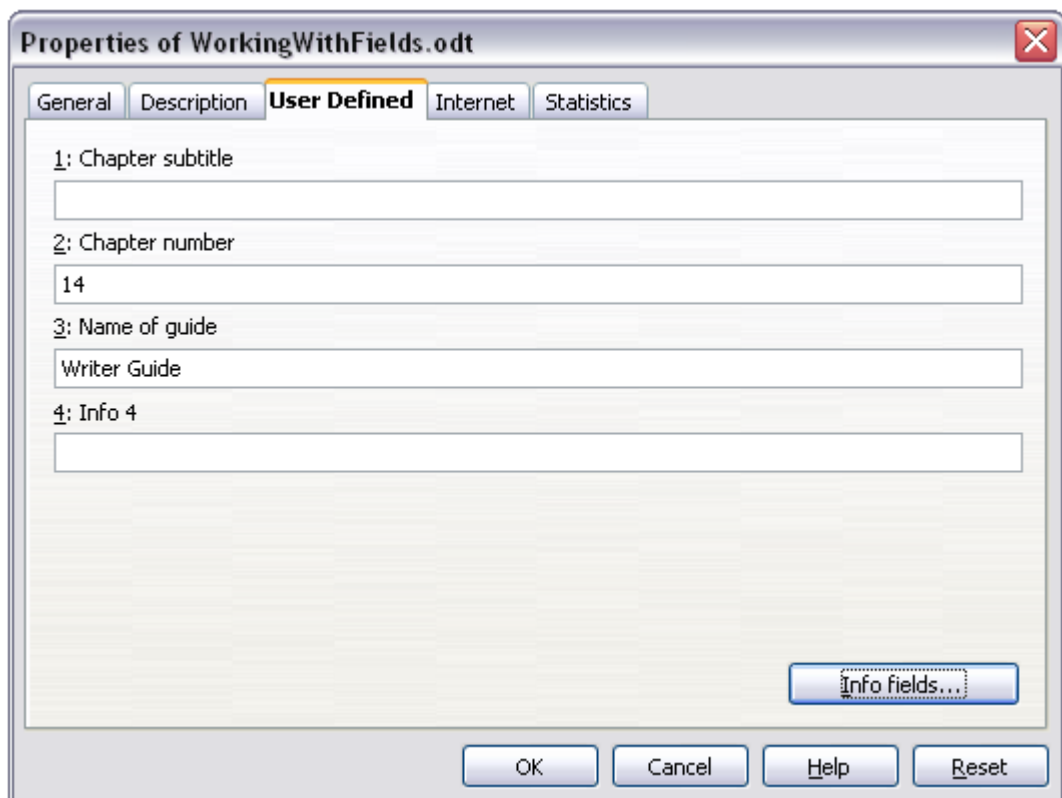 Properties of WorkingWithFields.odt
General Description User Defined Internet Statistics
1: Chapter subtitle
2: Chapter number
14
3: Name of guide
Writer Guide
4: Info 4
Info fields...
OK Cancel Help Reset